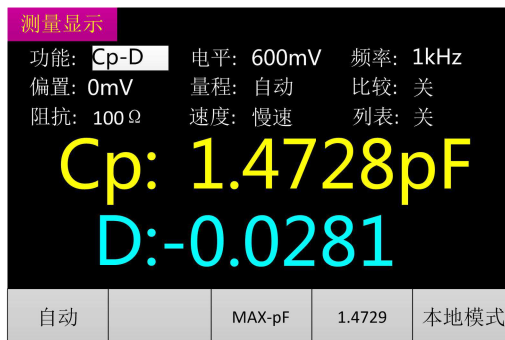 测量显示
功能: Cp-D 电平: 600mV 频率: 1kHz
偏置: 0mV 量程: 自动 比较: 关
阻抗: 100Ω 速度: 慢速 列表: 关
Cp: 1.4728pF
D:-0.0281
自动 MAX-pF 1.4729 本地模式